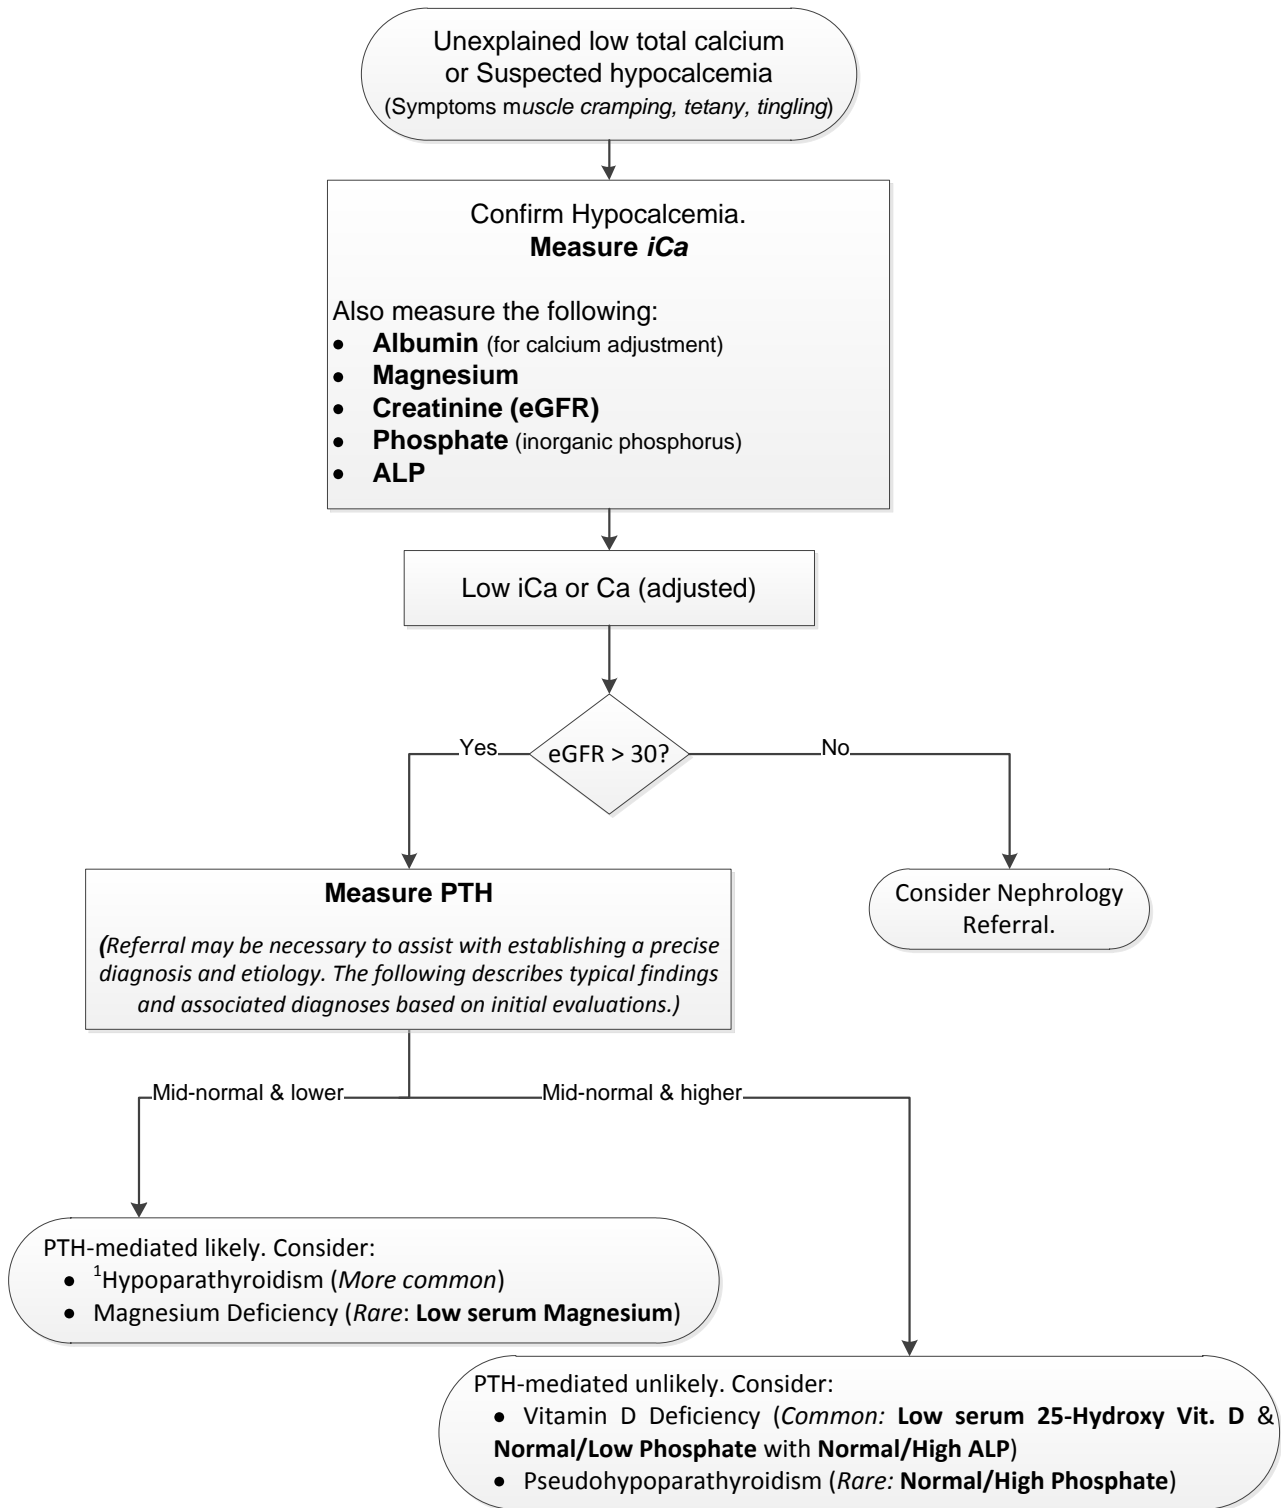 Unexplained low total calcium
or Suspected hypocalcemia
(Symptoms muscle cramping, tetany, tingling)
Confirm Hypocalcemia.
Measure iCa
Also measure the following:
• Albumin (for calcium adjustment)
• Magnesium
• Creatinine (eGFR)
• Phosphate (inorganic phosphorus)
• ALP
Low iCa or Ca (adjusted)
Yes
eGFR > 30?
No
Measure PTH
(Referral may be necessary to assist with establishing a precise
diagnosis and etiology. The following describes typical findings
and associated diagnoses based on initial evaluations.)
Consider Nephrology
Referral.
Mid-normal & lower
Mid-normal & higher
PTH-mediated likely. Consider:
• ¹Hypoparathyroidism (More common)
• Magnesium Deficiency (Rare: Low serum Magnesium)
PTH-mediated unlikely. Consider:
• Vitamin D Deficiency (Common: Low serum 25-Hydroxy Vit. D &
Normal/Low Phosphate with Normal/High ALP)
• Pseudohypoparathyroidism (Rare: Normal/High Phosphate)